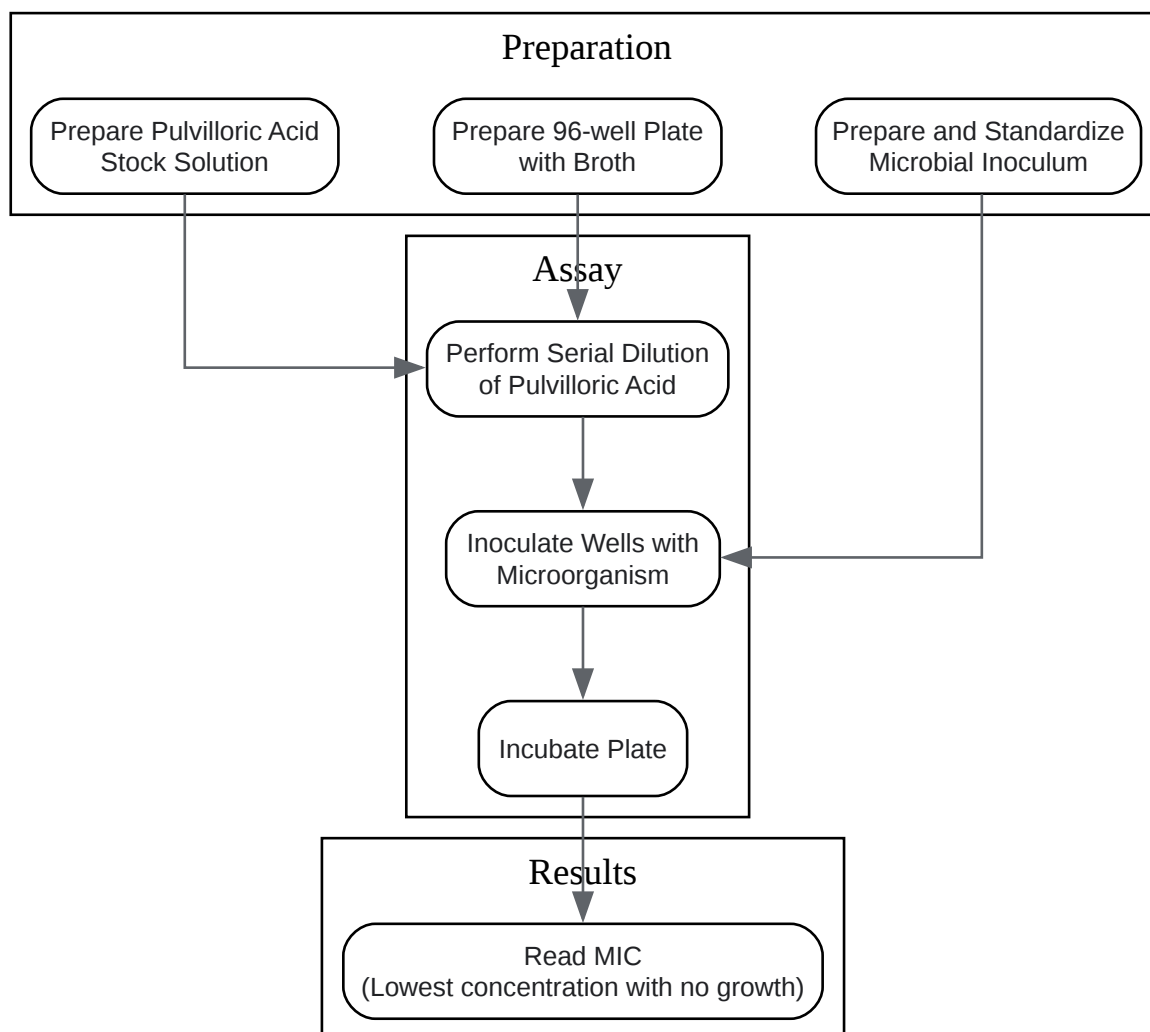 Preparation
Prepare Pulvilloric Acid
Stock Solution
Prepare 96-well Plate
with Broth
Prepare and Standardize
Microbial Inoculum
Assay
Perform Serial Dilution
of Pulvilloric Acid
Inoculate Wells with
Microorganism
Incubate Plate
Results
Read MIC
(Lowest concentration with no growth)